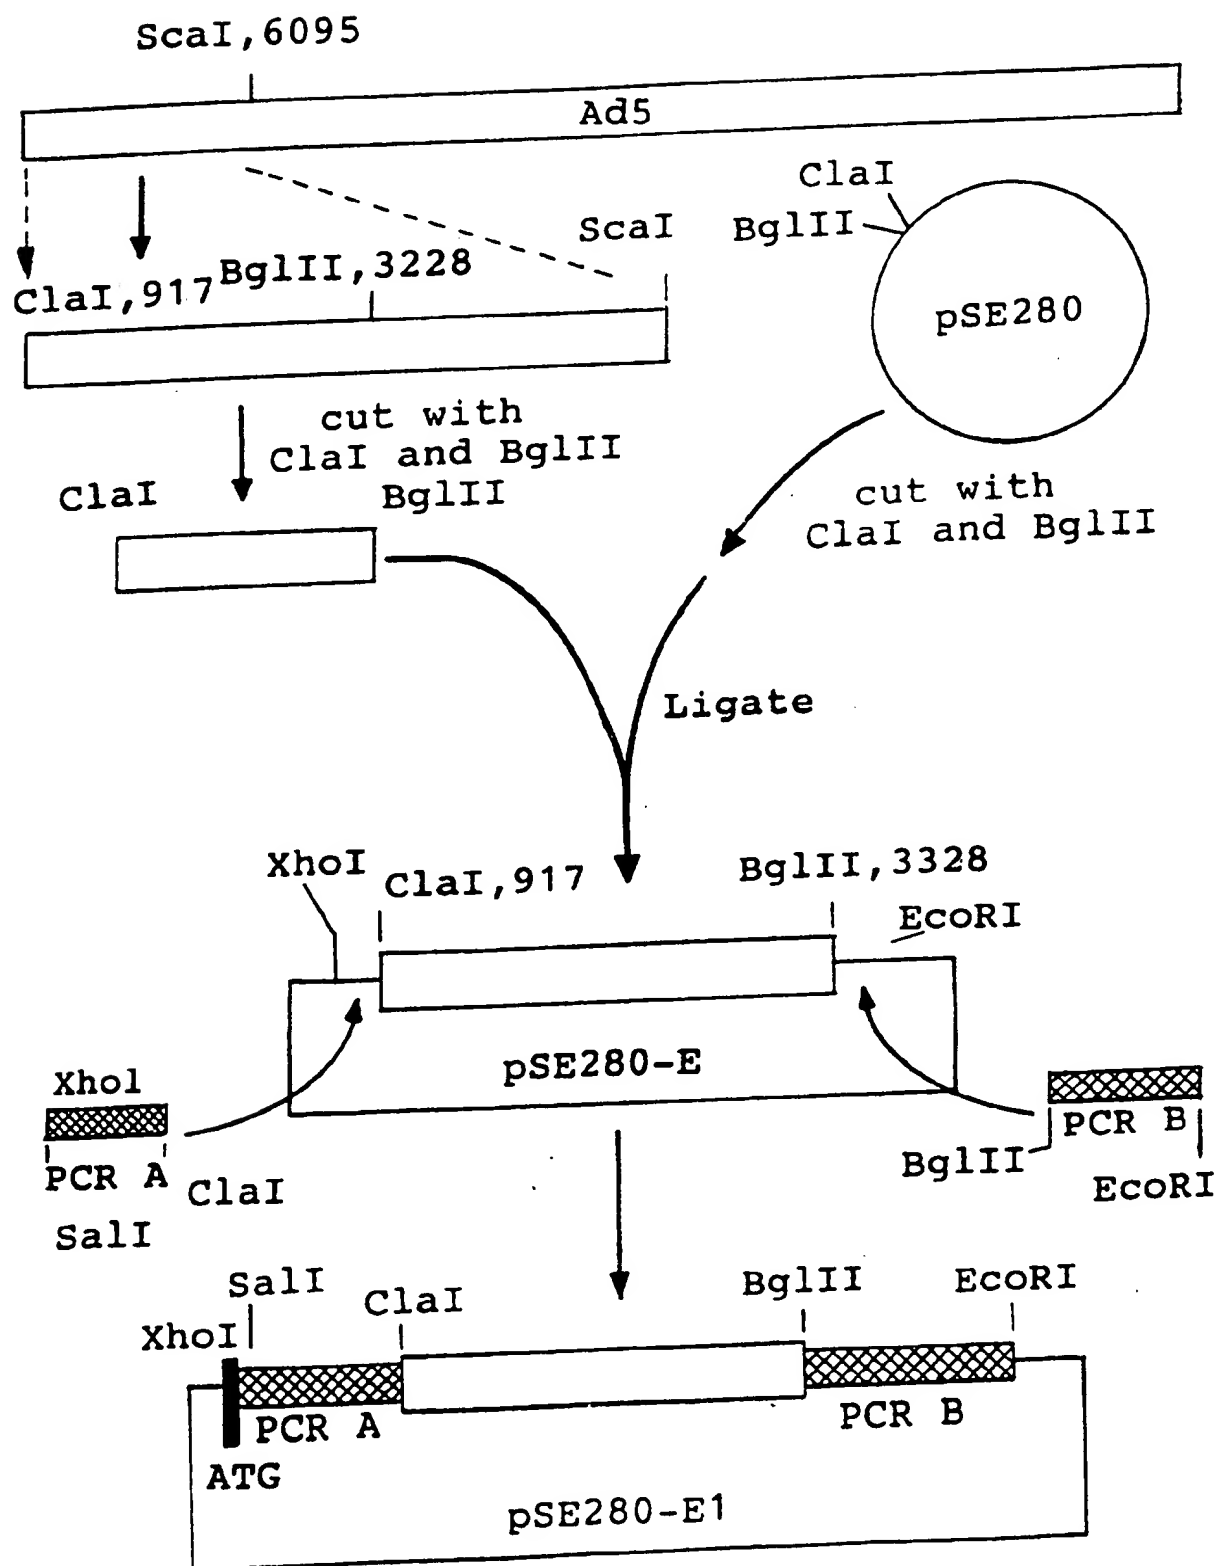 ScaI,6095
Ad5
ClaI
BglII
ScaI
pSE280
ClaI,917
BglII,3228
cut with
ClaI and BglII
ClaI
BglII
cut with
ClaI and BglII
Ligate
XhoI
ClaI,917
BglII,3328
EcoRI
pSE280-E
Xhol
PCR A
ClaI
SalI
PCR B
BglII
EcoRI
SalI
ClaI
BglII
EcoRI
XhoI
PCR A
PCR B
ATG
pSE280-E1